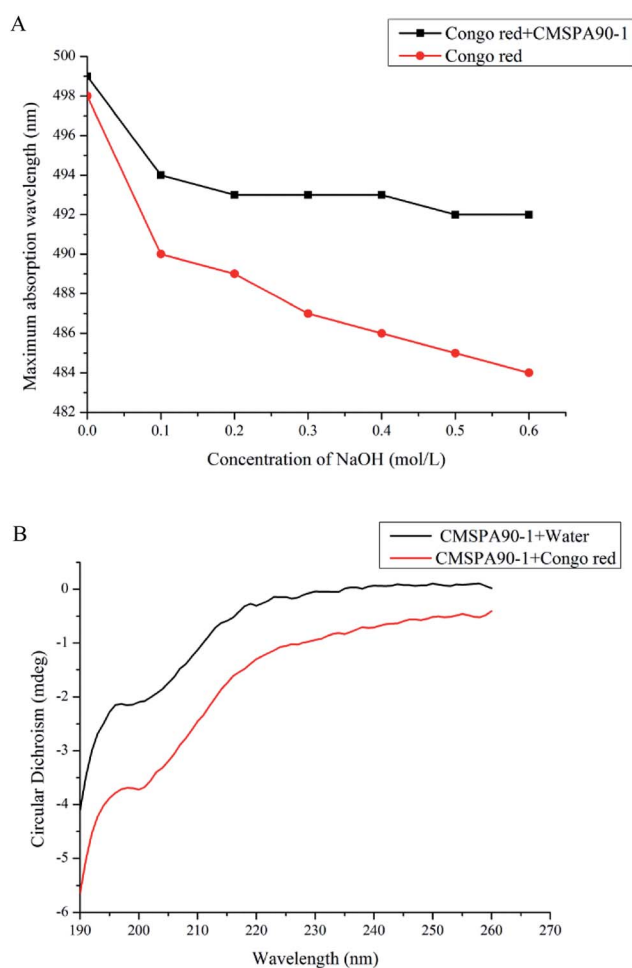 A
Congo red+CMSPA90-1
Congo red
Maximum absorption wavelength (nm)
500
498
496
494
492
490
488
486
484
482
0.0 0.1 0.2 0.3 0.4 0.5 0.6
Concentration of NaOH (mol/L)
B
CMSPA90-1+Water
CMSPA90-1+Congo red
Circular Dichroism (mdeg)
0
-1
-2
-3
-4
-5
-6
190 200 210 220 230 240 250 260 270
Wavelength (nm)